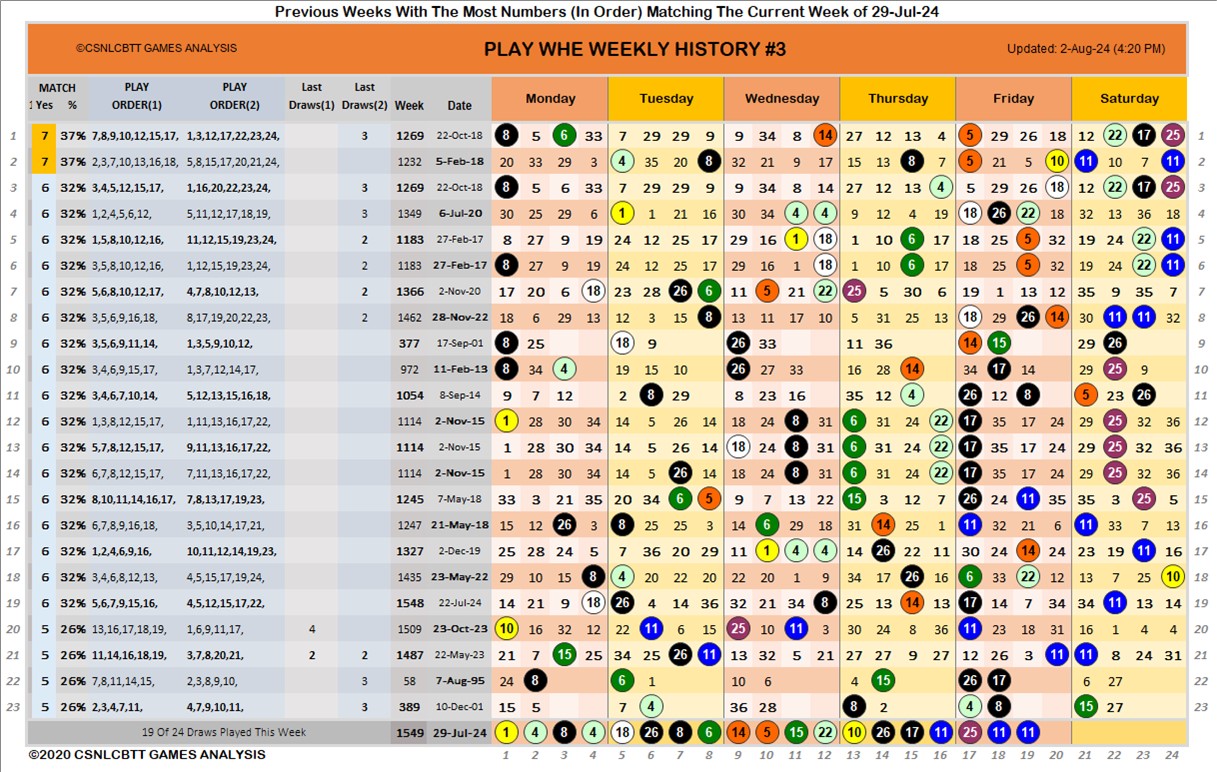 Previous Weeks With The Most Numbers (In Order) Matching The Current Week of 29-Jul-24
©CSNLCBTT GAMES ANALYSIS PLAY WHE WEEKLY HISTORY #3 Updated: 2-Aug-24 (4:20 PM)
MATCH PLAY PLAY Last Last
1 Yes % ORDER(1) ORDER(2) Draws(1) Draws(2) Week Date Monday Tuesday Wednesday Thursday Friday Saturday
1 7 37% 7,8,9,10,12,15,17, 1,3,12,17,22,23,24, 3 1269 22-Oct-18 8 5 6 33 7 29 29 9 9 34 8 14 27 12 13 4 5 29 26 18 12 22 17 25 1
2 7 37% 2,3,7,10,13,16,18, 5,8,15,17,20,21,24, 1232 5-Feb-18 20 33 29 3 4 35 20 8 32 21 9 17 15 13 8 7 5 21 5 10 11 10 7 11 2
3 6 32% 3,4,5,12,15,17, 1,16,20,22,23,24, 3 1269 22-Oct-18 8 5 6 33 7 29 29 9 9 34 8 14 27 12 13 4 5 29 26 18 12 22 17 25 3
4 6 32% 1,2,4,5,6,12, 5,11,12,17,18,19, 3 1349 6-Jul-20 30 25 29 6 1 1 21 16 30 34 4 4 9 12 4 19 18 26 22 18 32 13 36 18 4
5 6 32% 1,5,8,10,12,16, 11,12,15,19,23,24, 1183 27-Feb-17 8 27 9 19 24 12 25 17 29 16 1 18 1 10 6 17 18 25 5 32 19 24 22 11 5
6 6 32% 3,5,8,10,12,16, 1,12,15,19,23,24, 2 1183 27-Feb-17 8 27 9 19 24 12 25 17 29 16 1 18 1 10 6 17 18 25 5 32 19 24 22 11 6
7 6 32% 5,6,8,10,12,17, 4,7,8,10,12,13, 2 1366 2-Nov-20 17 20 6 18 23 28 26 6 11 5 21 22 25 5 30 6 19 1 13 12 35 9 35 7 7
8 6 32% 3,5,6,9,16,18, 8,17,19,20,22,23, 2 1462 28-Nov-22 18 6 29 13 12 3 15 8 13 11 17 10 5 31 25 13 18 29 26 14 30 11 11 32 8
9 6 32% 3,5,6,9,11,14, 1,3,5,9,10,12, 377 17-Sep-01 8 25 18 9 26 33 11 36 14 15 29 26 9
10 6 32% 3,4,6,9,15,17, 1,3,7,12,14,17, 972 11-Feb-13 8 34 4 19 15 10 26 27 33 16 28 14 34 17 14 29 25 9 10
11 6 32% 3,4,6,7,10,14, 5,12,13,15,16,18, 1054 8-Sep-14 9 7 12 2 8 29 8 23 16 35 12 4 26 12 8 5 23 26 11
12 6 32% 1,3,8,12,15,17, 1,11,13,16,17,22, 1114 2-Nov-15 1 28 30 34 14 5 26 14 18 24 8 31 6 31 24 22 17 35 17 24 29 25 32 36 12
13 6 32% 5,7,8,12,15,17, 9,11,13,16,17,22, 1114 2-Nov-15 1 28 30 34 14 5 26 14 18 24 8 31 6 31 24 22 17 35 17 24 29 25 32 36 13
14 6 32% 6,7,8,12,15,17, 7,11,13,16,17,22, 1114 2-Nov-15 1 28 30 34 14 5 26 14 18 24 8 31 6 31 24 22 17 35 17 24 29 25 32 36 14
15 6 32% 8,10,11,14,16,17, 7,8,13,17,19,23, 1245 7-May-18 33 3 21 35 20 34 6 5 9 7 13 22 15 3 12 7 26 24 11 35 35 3 25 5 15
16 6 32% 6,7,8,9,16,18, 3,5,10,14,17,21, 1247 21-May-18 15 12 26 3 8 25 25 3 14 6 29 18 31 14 25 1 11 32 21 6 11 33 7 13 16
17 6 32% 1,2,4,6,9,16, 10,11,12,14,19,23, 1327 2-Dec-19 25 28 24 5 7 36 20 29 11 1 4 4 14 26 22 11 30 24 14 24 23 19 11 16 17
18 6 32% 3,4,6,8,12,13, 4,5,15,17,19,24, 1435 23-May-22 29 10 15 8 4 20 22 20 22 20 1 9 34 17 26 16 6 33 22 12 13 7 25 10 18
19 6 32% 5,6,7,9,15,16, 4,5,12,15,17,22, 1548 22-Jul-24 14 21 9 18 26 4 14 36 32 21 34 8 25 13 14 13 17 14 7 34 34 11 13 14 19
20 5 26% 13,16,17,18,19, 1,6,9,11,17, 4 1509 23-Oct-23 10 16 32 12 22 11 6 15 25 10 11 3 30 24 8 36 11 23 18 31 16 1 4 4 20
21 5 26% 11,14,16,18,19, 3,7,8,20,21, 2 2 1487 22-May-23 21 7 15 25 34 25 26 11 13 32 5 21 27 27 9 27 12 26 3 11 11 8 24 31 21
22 5 26% 7,8,11,14,15, 2,3,8,9,10, 58 7-Aug-95 24 8 6 1 10 6 4 15 26 17 6 27 22
23 5 26% 2,3,4,7,11, 4,7,9,10,11, 3 389 10-Dec-01 15 5 7 4 36 28 8 2 4 8 15 27 23
19 Of 24 Draws Played This Week 1549 29-Jul-24 1 4 8 4 18 26 8 6 14 5 15 22 10 26 17 11 25 11 11
©2020 CSNLCBTT GAMES ANALYSIS 1 2 3 4 5 6 7 8 9 10 11 12 13 14 15 16 17 18 19 20 21 22 23 24